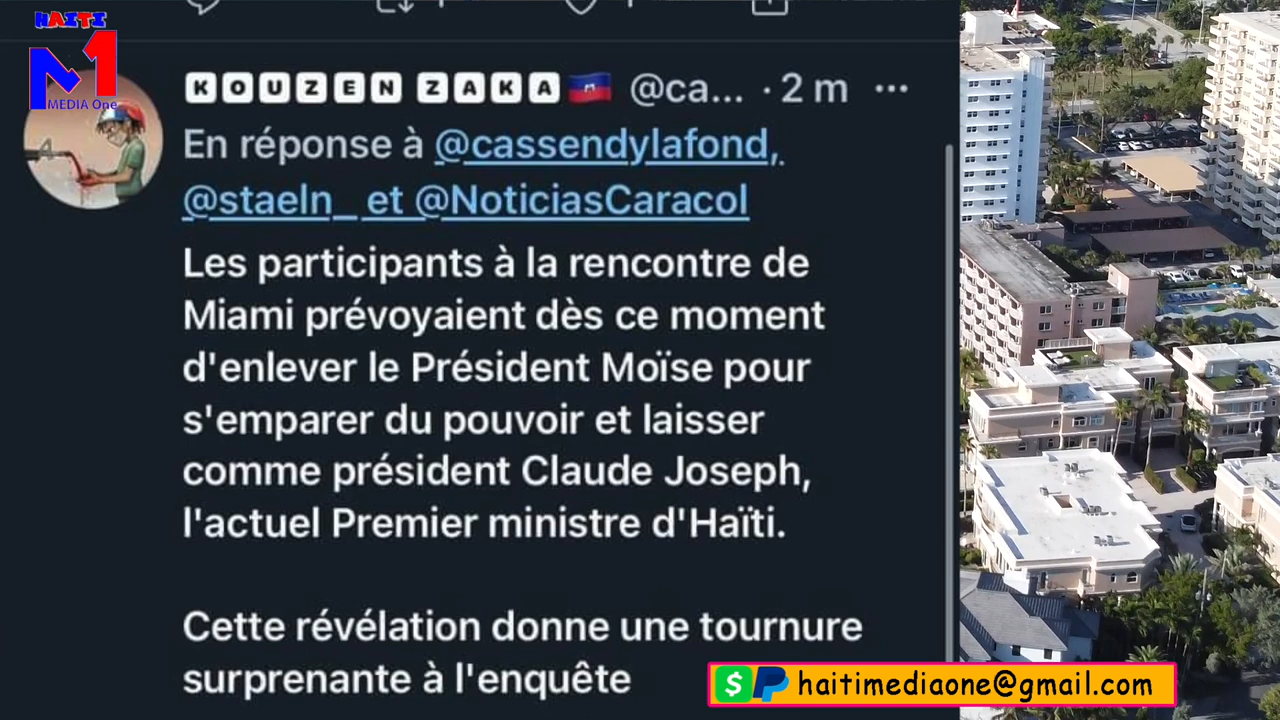 HAITI
M1
MEDIA One
KOUZEN ZAKA @ca... · 2 m ...
En réponse à @cassendylafond,
@staeln_ et @NoticiasCaracol
Les participants à la rencontre de
Miami prévoyaient dès ce moment
d'enlever le Président Moïse pour
s'emparer du pouvoir et laisser
comme président Claude Joseph,
l'actuel Premier ministre d'Haïti.
Cette révélation donne une tournure
surprenante à l'enquête
$ P haitimediaone@gmail.com